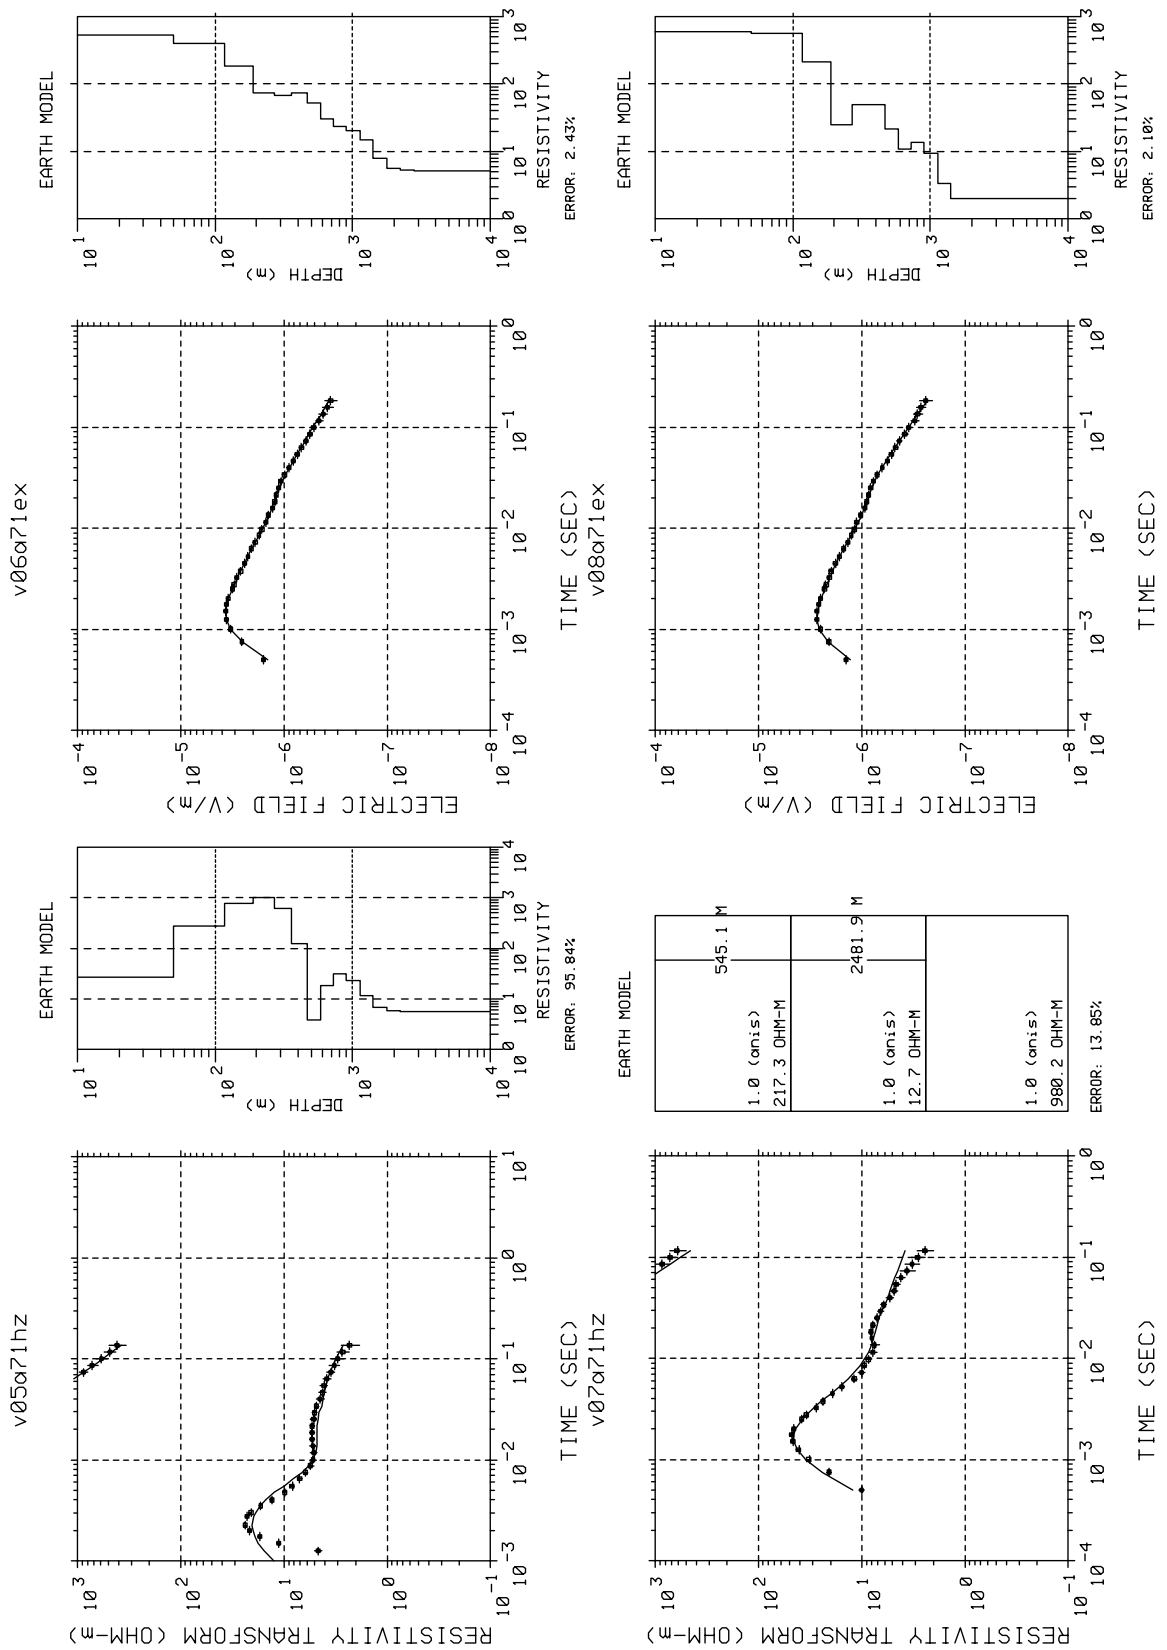 v05a71hz
RESISTIVITY TRANSFORM (OHM-m)
10 3
10 2
10 1
10 0
10 -3
10 -2
10 -1
10 0
10 1
TIME (SEC)
EARTH MODEL
DEPTH (m)
10 1
10 2
10 3
10 4
10 0
10 1
10 2
10 3
10 4
RESISTIVITY
ERROR: 95.84%
v06a71ex
ELECTRIC FIELD (V/m)
10 -4
10 -5
10 -6
10 -7
10 -8
10 -4
10 -3
10 -2
10 -1
10 0
TIME (SEC)
EARTH MODEL
DEPTH (m)
10 1
10 2
10 3
10 4
10 0
10 1
10 2
10 3
RESISTIVITY
ERROR: 2.43%
v07a71hz
RESISTIVITY TRANSFORM (OHM-m)
10 3
10 2
10 1
10 0
10 -1
10 -4
10 -3
10 -2
10 -1
10 0
TIME (SEC)
EARTH MODEL
545.1 M
1.0 (anis)
217.3 OHM-M
2481.9 M
1.0 (anis)
12.7 OHM-M
1.0 (anis)
980.2 OHM-M
ERROR: 13.85%
v08a71ex
ELECTRIC FIELD (V/m)
10 -4
10 -5
10 -6
10 -7
10 -8
10 -4
10 -3
10 -2
10 -1
10 0
TIME (SEC)
EARTH MODEL
DEPTH (m)
10 1
10 2
10 3
10 4
10 0
10 1
10 2
10 3
RESISTIVITY
ERROR: 2.10%